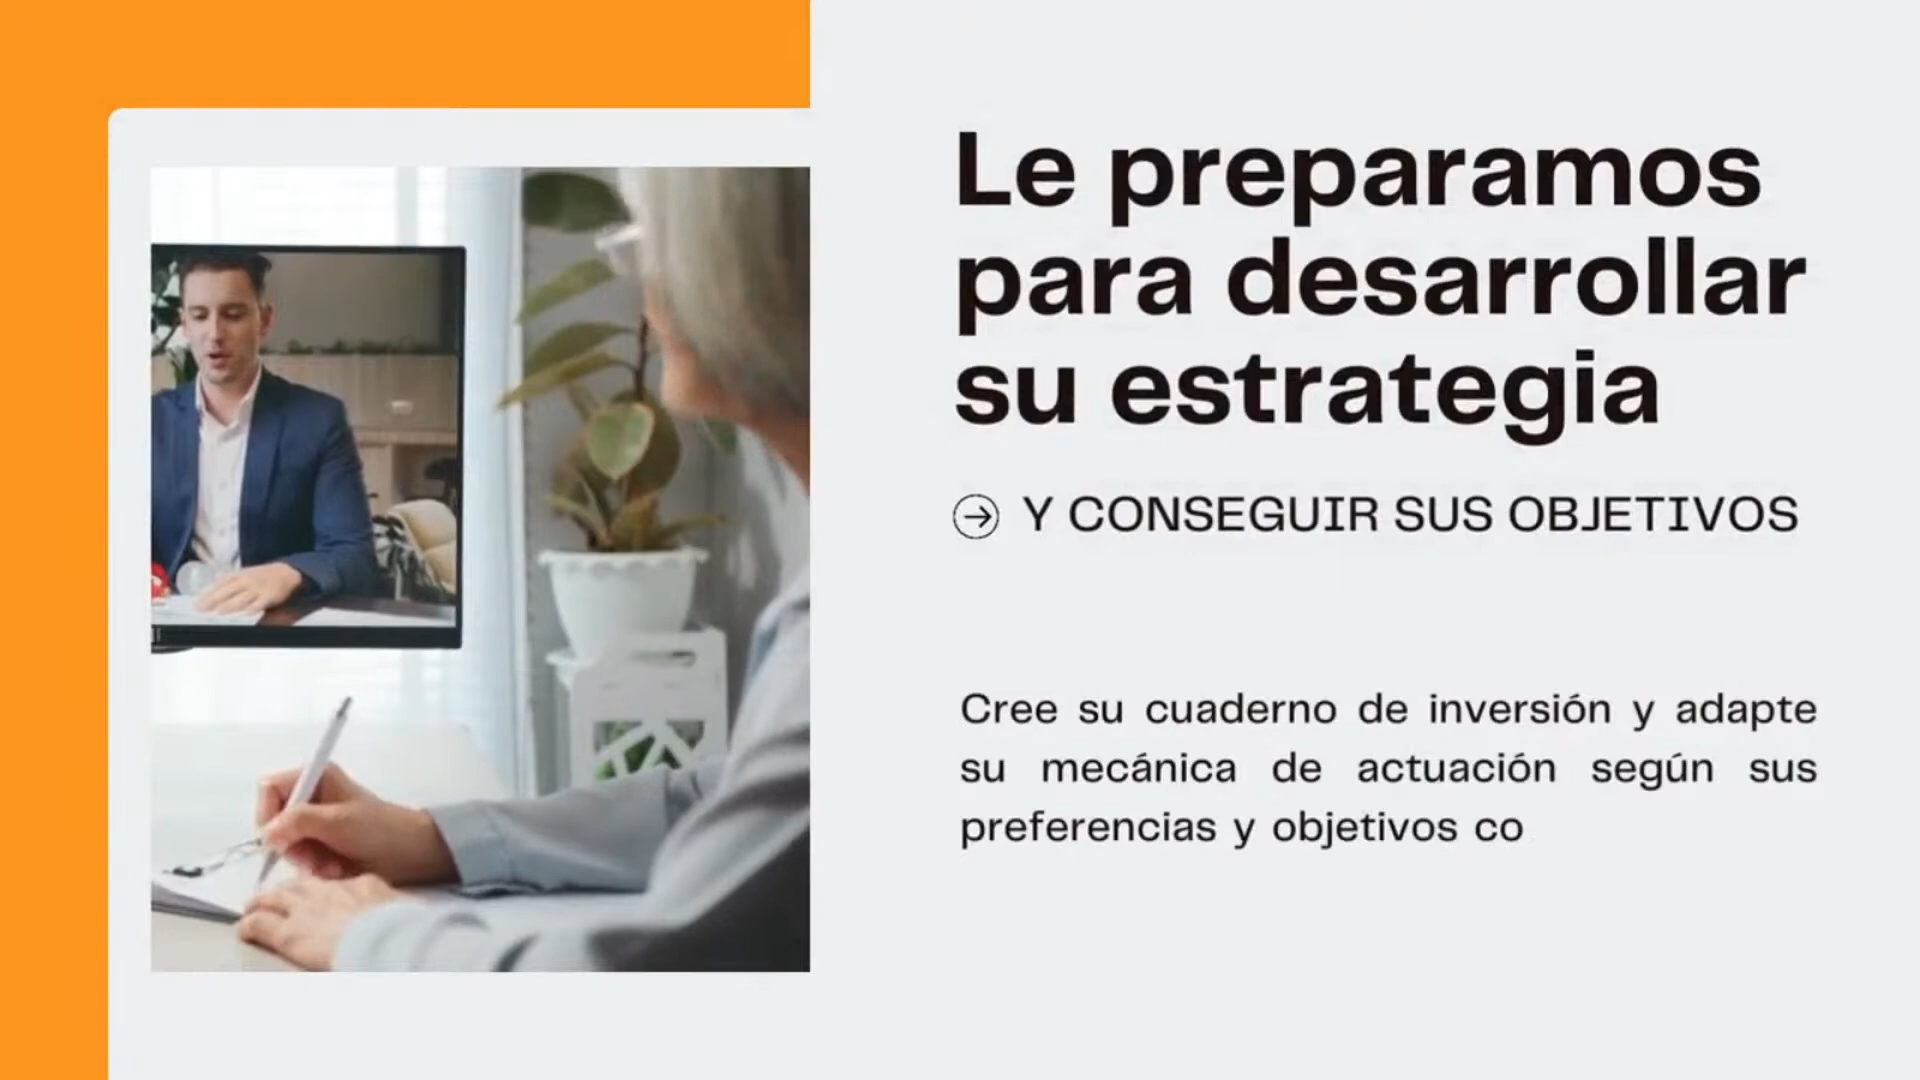 Le preparamos
para desarrollar
su estrategia
Y CONSEGUIR SUS OBJETIVOS
Cree su cuaderno de inversión y adapte
su mecánica de actuación según sus
preferencias y objetivos co